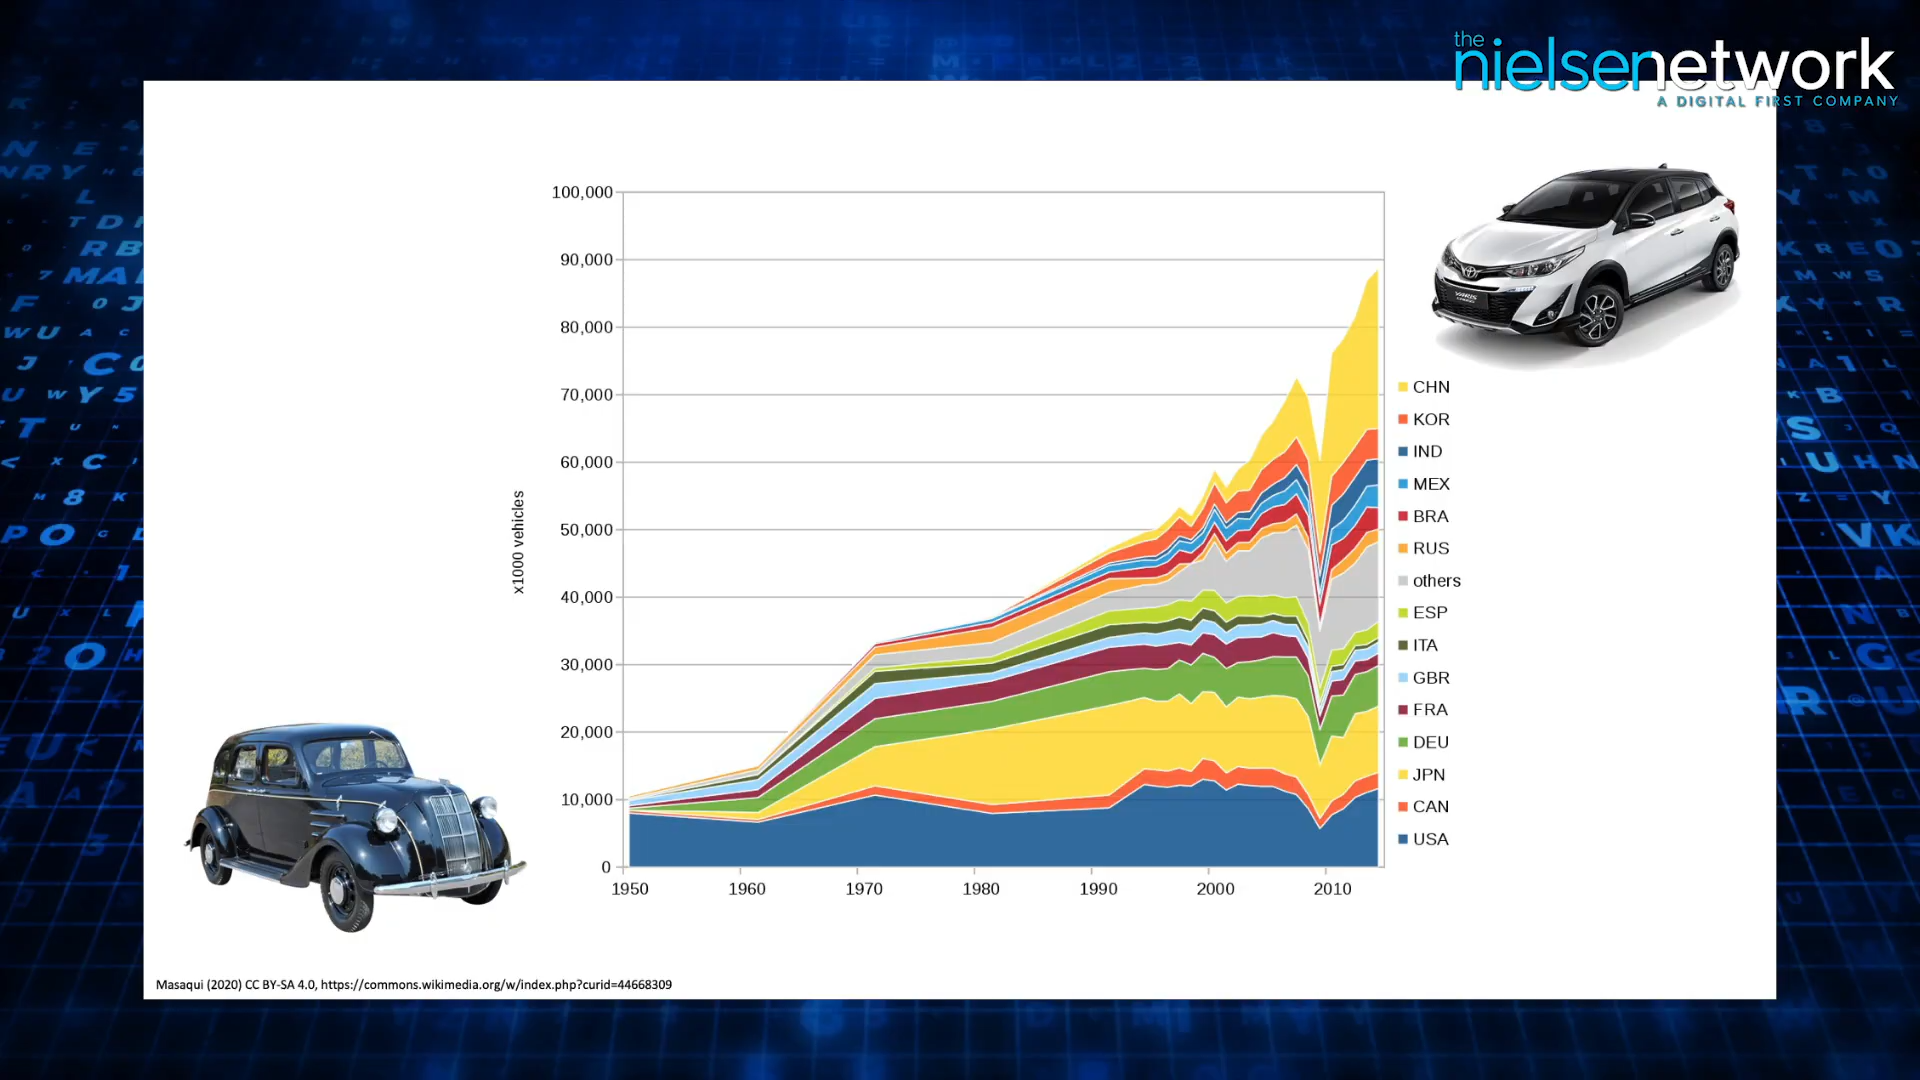 the
nielsenetwork
A DIGITAL FIRST COMPANY
100,000
90,000
80,000
70,000
60,000
50,000
40,000
30,000
20,000
10,000
0
x1000 vehicles
1950 1960 1970 1980 1990 2000 2010
CHN
KOR
IND
MEX
BRA
RUS
others
ESP
ITA
GBR
FRA
DEU
JPN
CAN
USA
Masaqui (2020) CC BY-SA 4.0, https://commons.wikimedia.org/w/index.php?curid=44668309